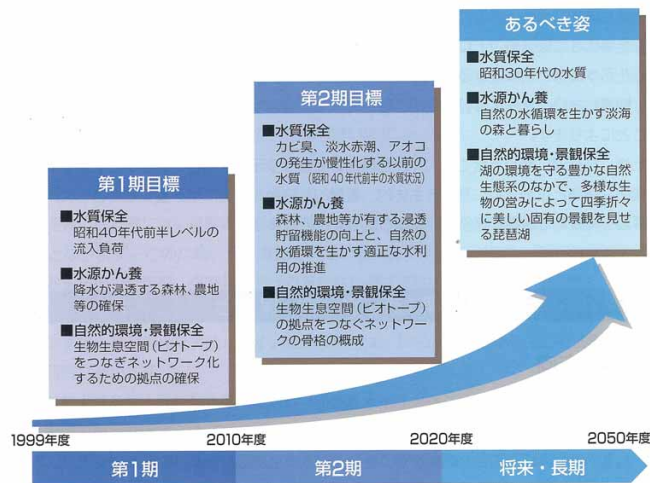 第1期目標
■水質保全
昭和40年代前半レベルの
流入負荷
■水源かん養
降水が浸透する森林、農地
等の確保
■自然的環境・景観保全
生物生息空間（ビオトープ）
をつなぎネットワーク化
するための拠点の確保
第2期目標
■水質保全
カビ臭、淡水赤潮、アオコ
の発生が慢性化する以前の
水質（昭和40年代前半の水質状況）
■水源かん養
森林、農地等が有する浸透
貯留機能の向上と、自然の
水循環を生かす適正な水利
用の推進
■自然的環境・景観保全
生物生息空間（ビオトープ）
の拠点をつなぐネットワー
クの骨格の概成
あるべき姿
■水質保全
昭和30年代の水質
■水源かん養
自然の水循環を生かす淡海
の森と暮らし
■自然的環境・景観保全
湖の環境を守る豊かな自然
生態系のなかで、多様な生
物の営みによって四季折々
に美しい固有の景観を見せ
る琵琶湖
1999年度 2010年度 2020年度 2050年度
第1期 第2期 将来・長期